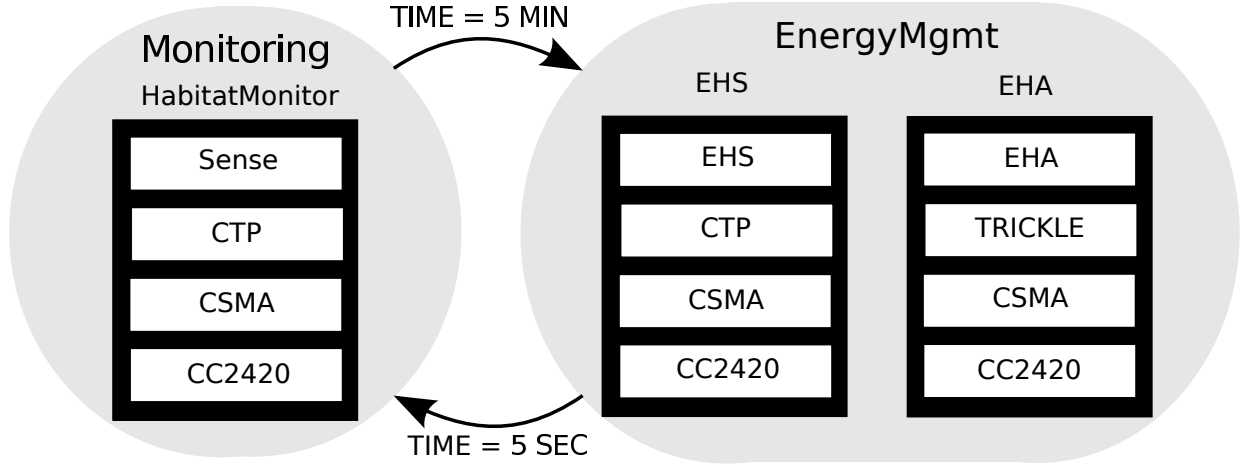 TIME = 5 MIN
Monitoring
HabitatMonitor
Sense
CTP
CSMA
CC2420
EnergyMgmt
EHS
EHS
CTP
CSMA
CC2420
EHA
EHA
TRICKLE
CSMA
CC2420
TIME = 5 SEC